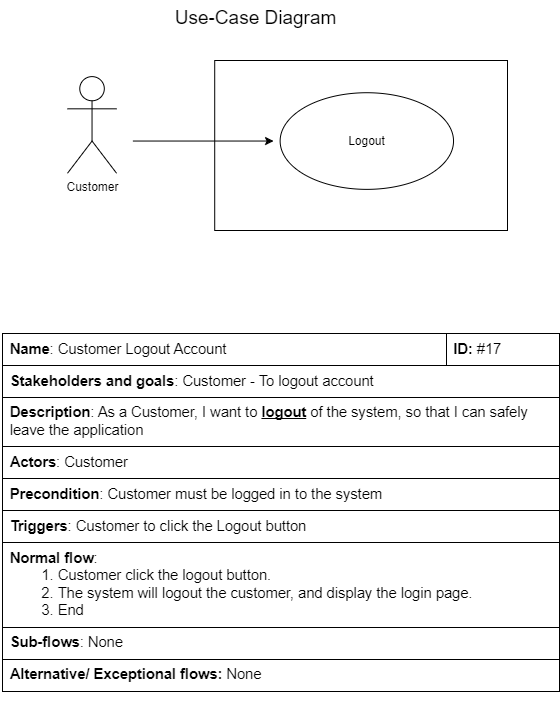 Use-Case Diagram
Logout
Customer
Name: Customer Logout Account
ID: #17
Stakeholders and goals: Customer - To logout account
Description: As a Customer, I want to logout of the system, so that I can safely
leave the application
Actors: Customer
Precondition: Customer must be logged in to the system
Triggers: Customer to click the Logout button
Normal flow:
1. Customer click the logout button.
2. The system will logout the customer, and display the login page.
3. End
Sub-flows: None
Alternative/ Exceptional flows: None